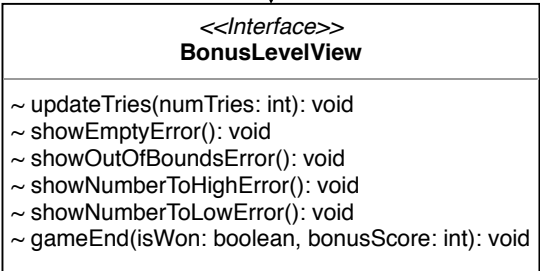 <<Interface>>
BonusLevelView
~ updateTries(numTries: int): void
~ showEmptyError(): void
~ showOutOfBoundsError(): void
~ showNumberToHighError(): void
~ showNumberToLowError(): void
~ gameEnd(isWon: boolean, bonusScore: int): void